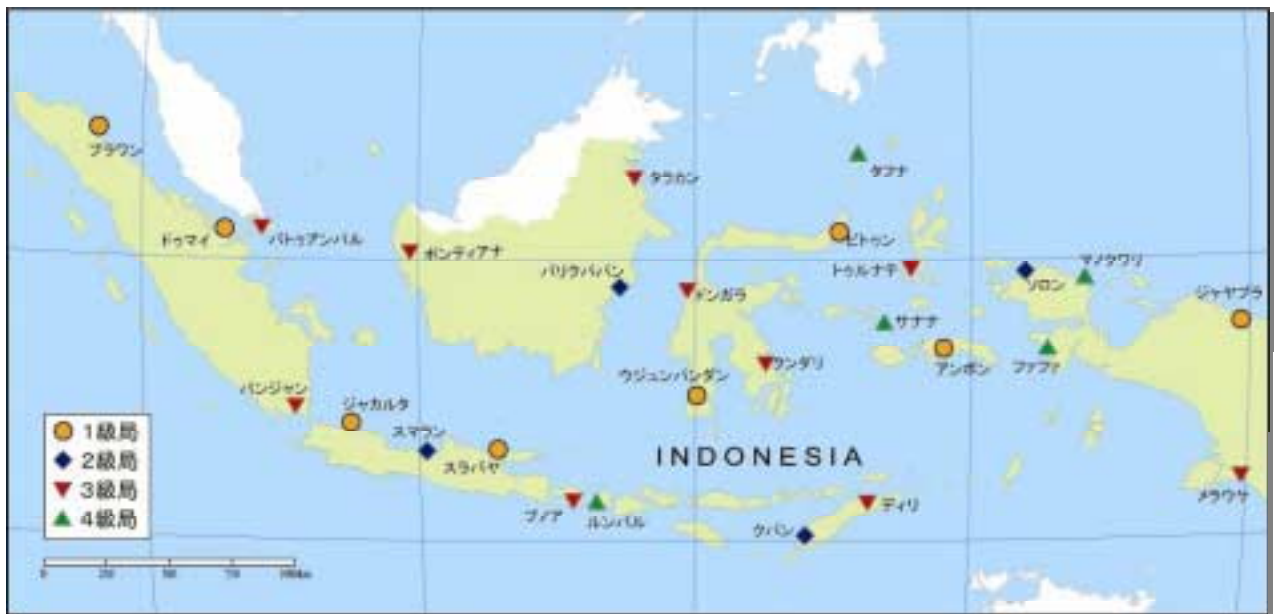 ブラワン
ドゥマイ
バトゥアンパル
ポンティアナ
タラカン
バリクパパン
ドンガラ
タフナ
ビトゥン
トゥルナテ
サナナ
ソロン
マノクワリ
ジャヤプラ
アンボン
ファファ
ウジュンパンダン
パンジャン
ジャカルタ
スマラン
スラバヤ
INDONESIA
ブノア
ルンバル
クパン
ディリ
メラウケ
1級局
2級局
3級局
4級局
0
250
500
750
1000km